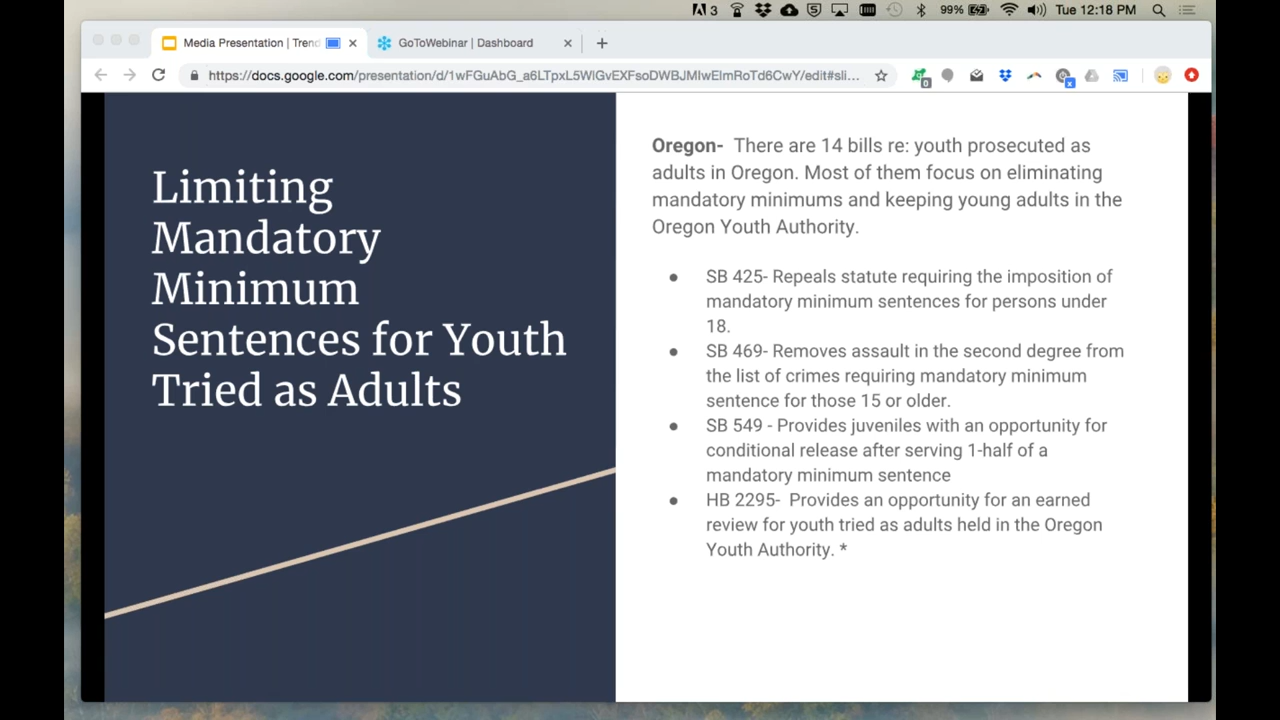 3
99%
Tue 12:18 PM
Media Presentation | Trend
GoToWebinar | Dashboard
https://docs.google.com/presentation/d/1wFGuAbG_a6LTpxL5WlGvEXFsoDWBJMIwElmRoTd6CwY/edit#sli...
0
x
Limiting
Mandatory
Minimum
Sentences for Youth
Tried as Adults
Oregon- There are 14 bills re: youth prosecuted as
adults in Oregon. Most of them focus on eliminating
mandatory minimums and keeping young adults in the
Oregon Youth Authority.
● SB 425- Repeals statute requiring the imposition of
mandatory minimum sentences for persons under
18.
● SB 469- Removes assault in the second degree from
the list of crimes requiring mandatory minimum
sentence for those 15 or older.
● SB 549 - Provides juveniles with an opportunity for
conditional release after serving 1-half of a
mandatory minimum sentence
● HB 2295- Provides an opportunity for an earned
review for youth tried as adults held in the Oregon
Youth Authority. *